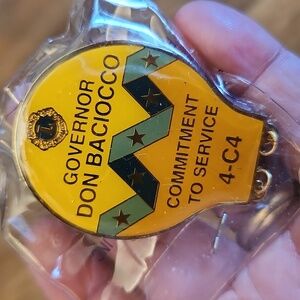 GOVERNOR
DON BACIOCCO
COMMITMENT
TO SERVICE
4-C4
L